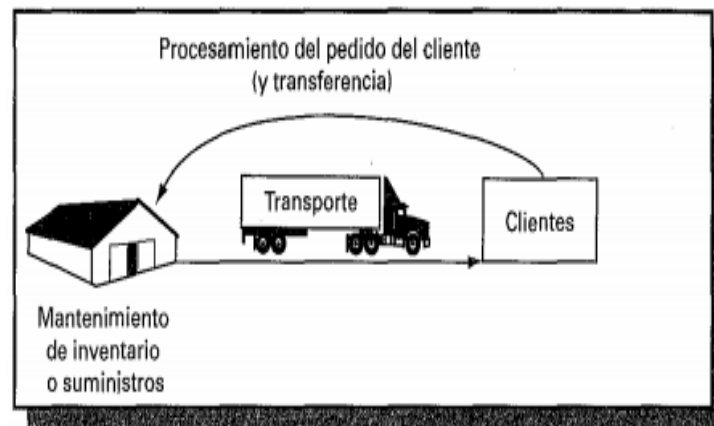 Procesamiento del pedido del cliente
(y transferencia)
Transporte
Clientes
Mantenimiento
de inventario
o suministros